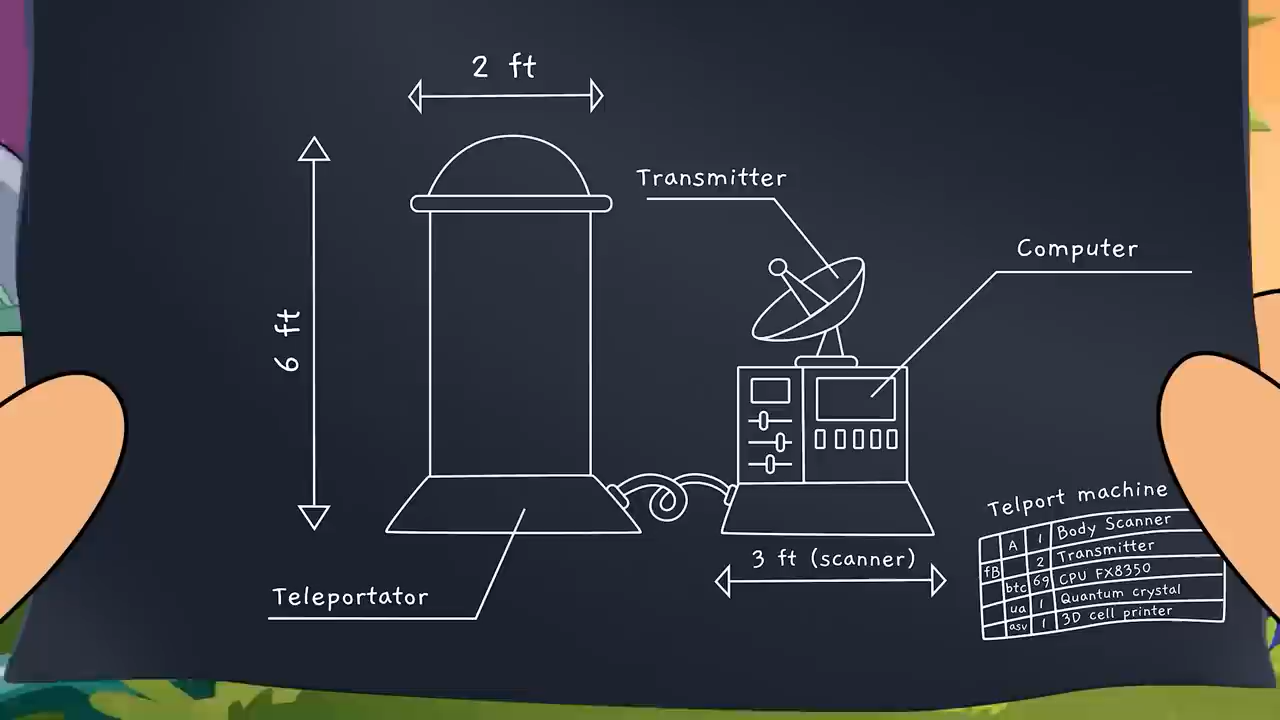 2 ft
Transmitter
Computer
6 ft
Telport machine
A 1 Body Scanner
fB 2 Transmitter
btc 69 CPU FX8350
ua 1 Quantum crystal
asv 1 3D cell printer
3 ft (scanner)
Teleportator